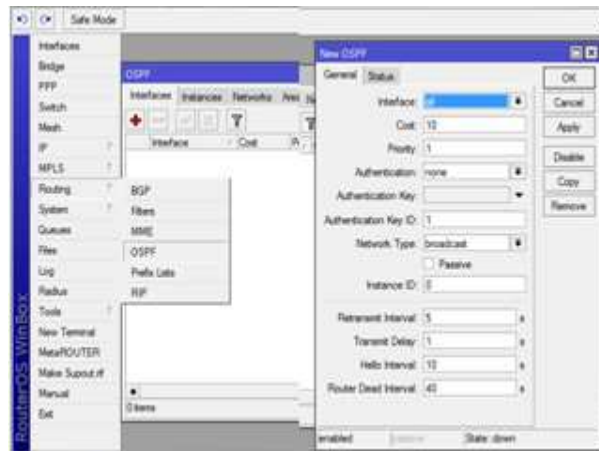 Safe Mode
Interfaces
Bridge
PPP
Switch
Mesh
IP
MPLS
Routing
System
Queues
Files
Log
Radius
Tools
New Terminal
MetaROUTER
Make Supout.rif
Manual
Exit
RouterOS WinBox
BGP
Filters
MME
OSPF
Prefix Lists
RIP
OSPF
Interfaces Instances Networks
Interface Cost
0 items
New OSPF
General Status
Interface: all
Cost: 10
Priority: 1
Authentication: none
Authentication Key:
Authentication Key ID: 1
Network Type: broadcast
Passive
Instance ID: 0
Retransmit Interval: 5 s
Transmit Delay: 1 s
Hello Interval: 10 s
Router Dead Interval: 40 s
OK
Cancel
Apply
Disable
Copy
Remove
enabled
State: down